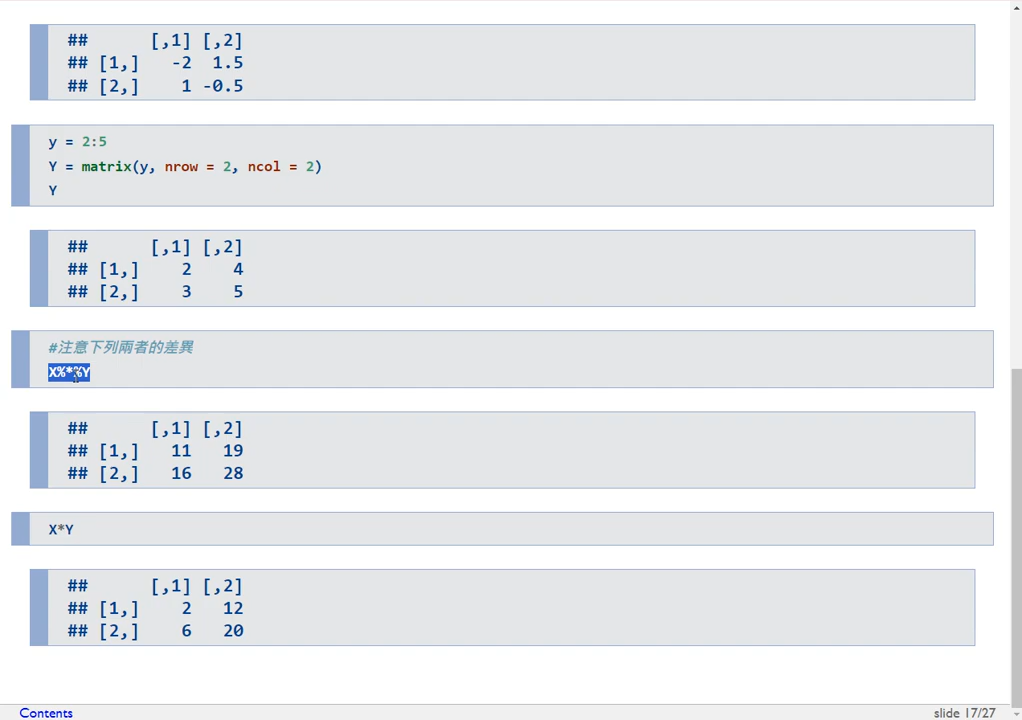 ##      [,1] [,2]
## [1,]   -2  1.5
## [2,]    1 -0.5
y = 2:5
Y = matrix(y, nrow = 2, ncol = 2)
Y
##      [,1] [,2]
## [1,]    2    4
## [2,]    3    5
#注意下列兩者的差異
X%*%Y
##      [,1] [,2]
## [1,]   11   19
## [2,]   16   28
X*Y
##      [,1] [,2]
## [1,]    2   12
## [2,]    6   20
Contents
slide 17/27